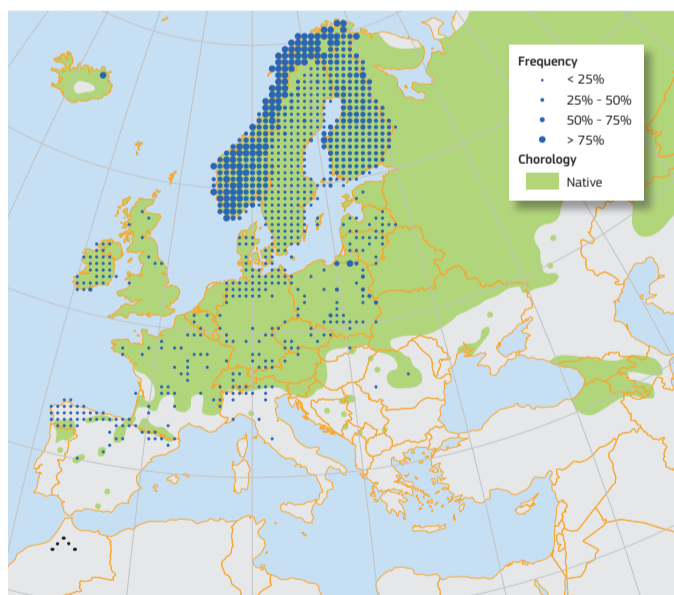 Frequency
< 25%
25% - 50%
50% - 75%
> 75%
Chorology
Native